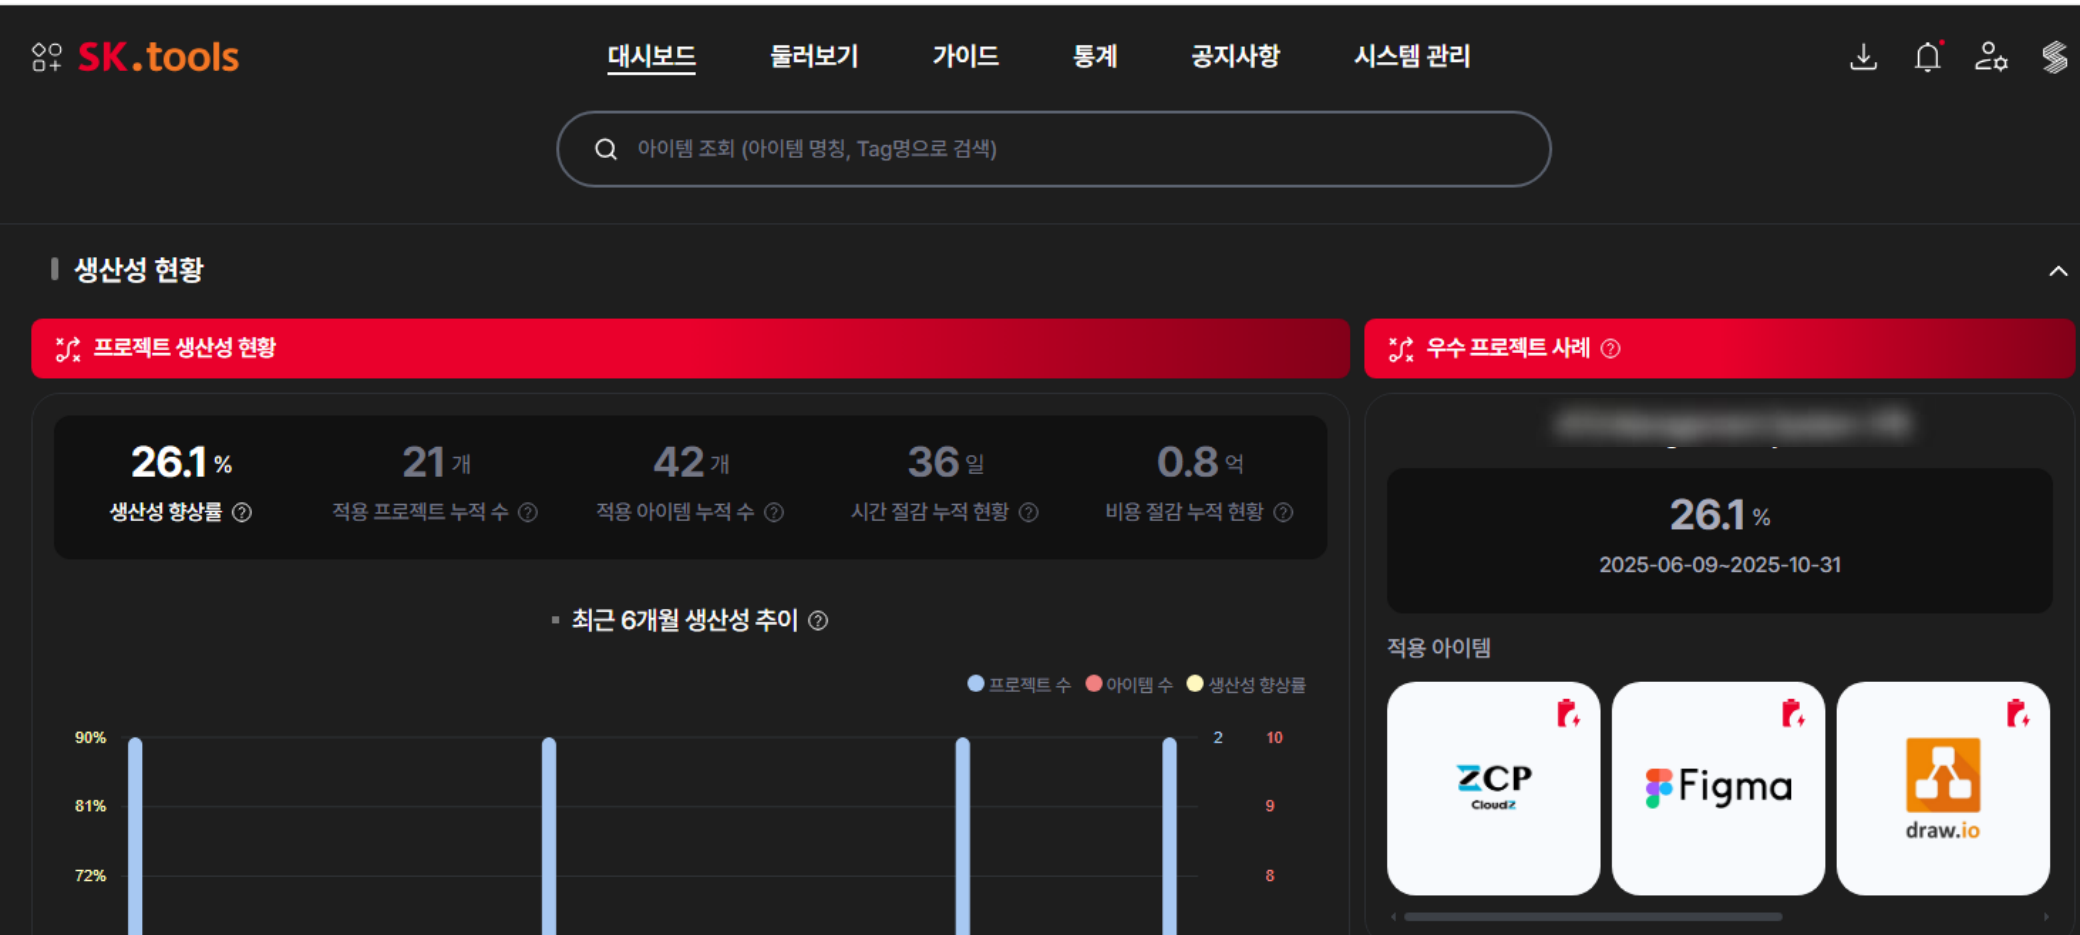 SK.tools
대시보드 둘러보기 가이드 통계 공지사항 시스템 관리
아이템 조회 (아이템 명칭, Tag명으로 검색)
생산성 현황
프로젝트 생산성 현황
26.1 % 21 개 42 개 36 일 0.8 억
생산성 향상률 적용 프로젝트 누적 수 적용 아이템 누적 수 시간 절감 누적 현황 비용 절감 누적 현황
최근 6개월 생산성 추이
프로젝트 수 아이템 수 생산성 향상률
90% 2 10
81% 9
72% 8
우수 프로젝트 사례
26.1 %
2025-06-09~2025-10-31
적용 아이템
ZCP
CloudZ
Figma
draw.io